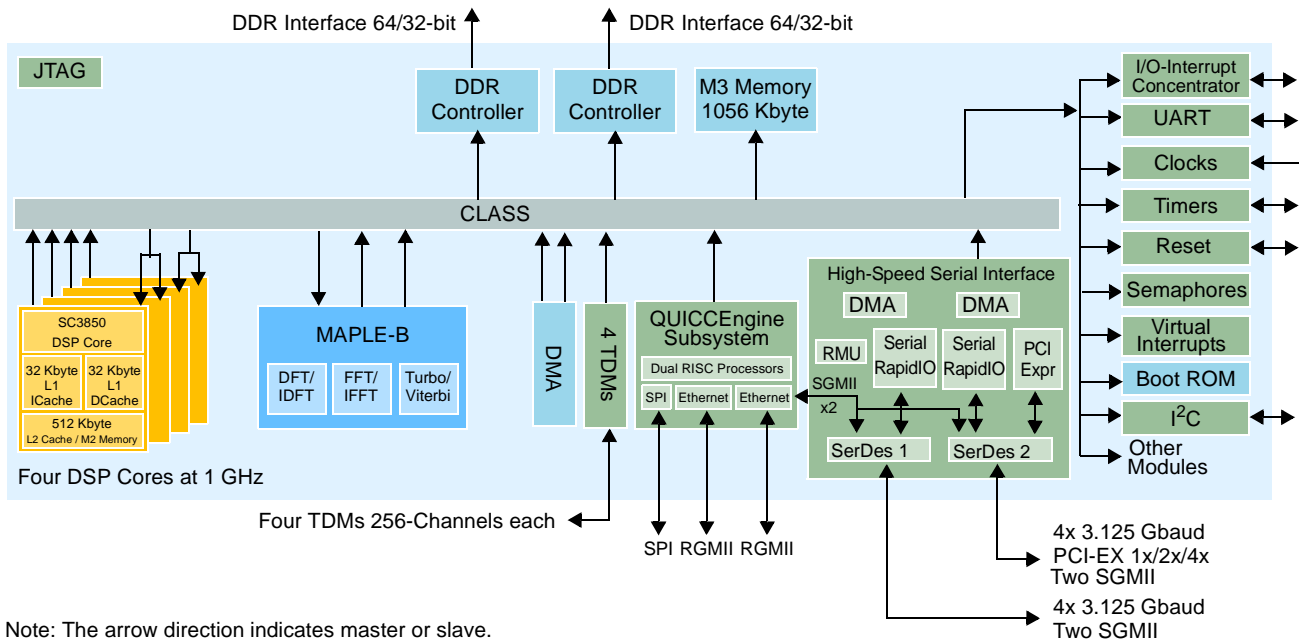 DDR Interface 64/32-bit
DDR Interface 64/32-bit
JTAG
DDR
Controller
DDR
Controller
M3 Memory
1056 Kbyte
I/O-Interrupt
Concentrator
UART
Clocks
Timers
Reset
Semaphores
Virtual
Interrupts
Boot ROM
I2C
Other
Modules
CLASS
SC3850
DSP Core
32 Kbyte
L1
ICache
32 Kbyte
L1
DCache
512 Kbyte
L2 Cache / M2 Memory
Four DSP Cores at 1 GHz
MAPLE-B
DFT/
IDFT
FFT/
IFFT
Turbo/
Viterbi
DMA
4 TDMs
QUICCEngine
Subsystem
Dual RISC Processors
SPI
Ethernet
Ethernet
High-Speed Serial Interface
DMA
DMA
RMU
Serial
RapidIO
Serial
RapidIO
PCI
Expr
SGMII
x2
SerDes 1
SerDes 2
Four TDMs 256-Channels each
SPI
RGMII
RGMII
4x 3.125 Gbaud
PCI-EX 1x/2x/4x
Two SGMII
4x 3.125 Gbaud
Two SGMII
Note: The arrow direction indicates master or slave.